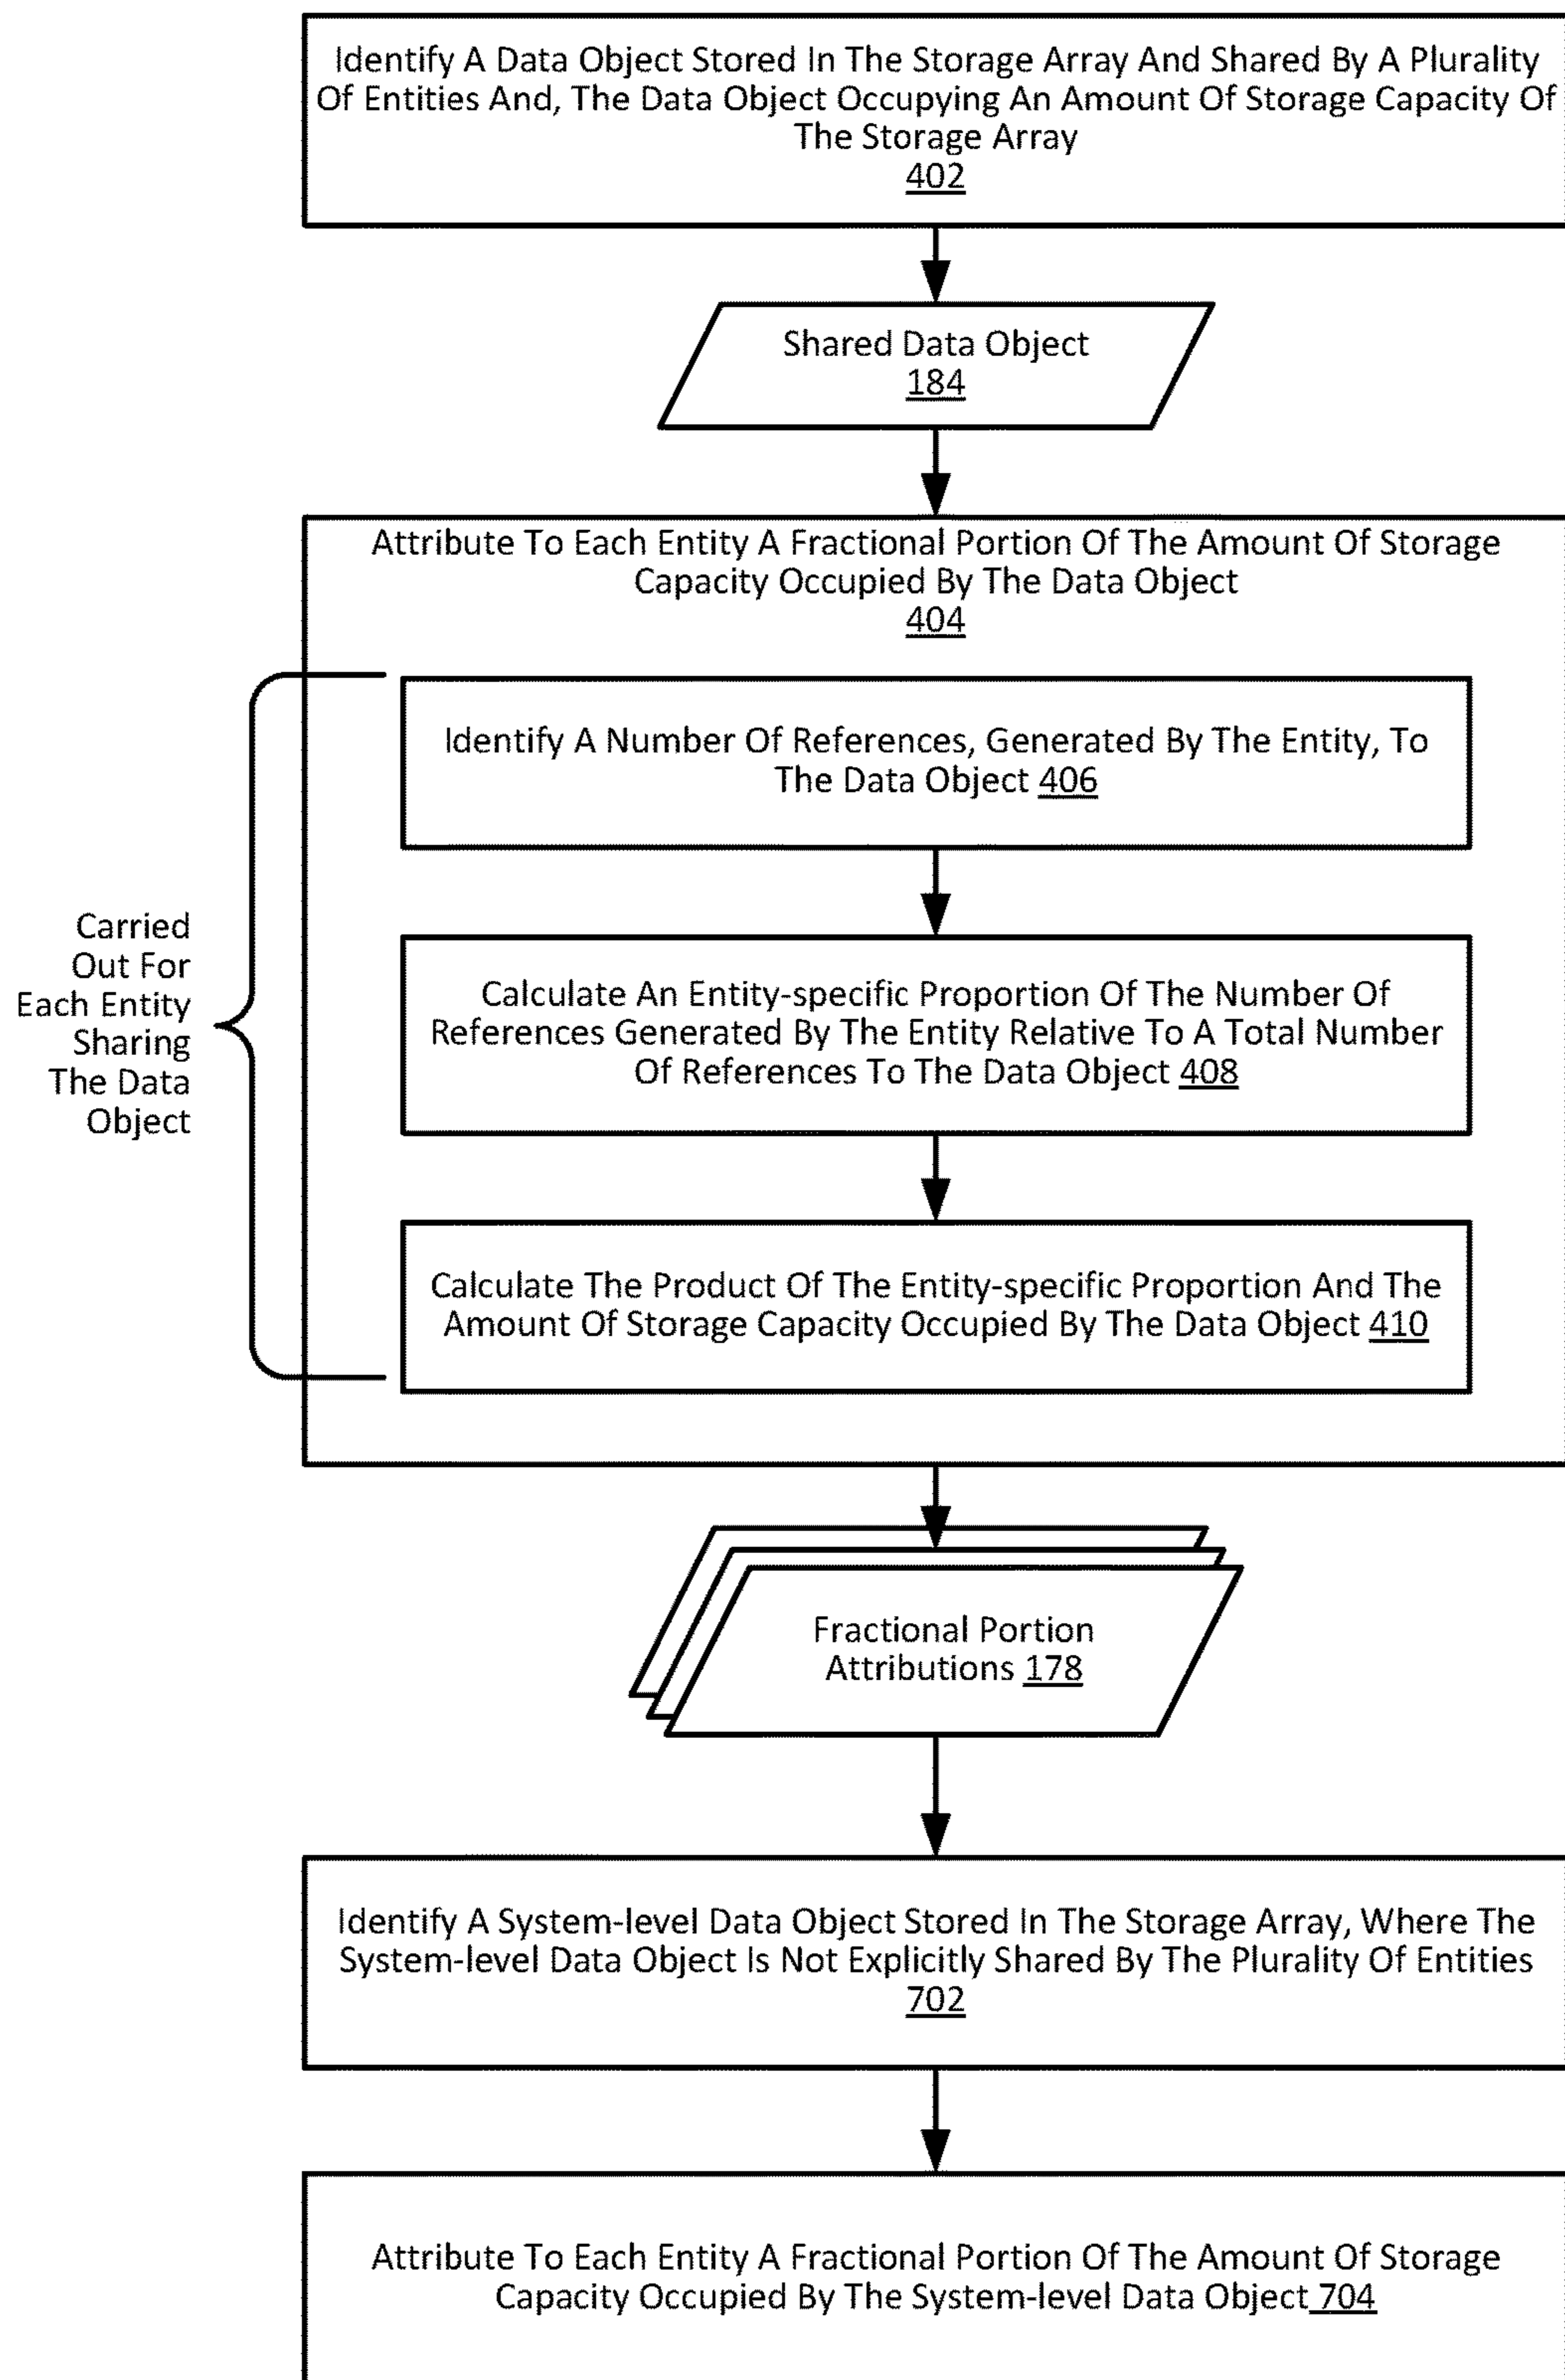 Identify A Data Object Stored In The Storage Array And Shared By A Plurality
Of Entities And, The Data Object Occupying An Amount Of Storage Capacity Of
The Storage Array
402
Shared Data Object
184
Attribute To Each Entity A Fractional Portion Of The Amount Of Storage
Capacity Occupied By The Data Object
404
Identify A Number Of References, Generated By The Entity, To
The Data Object 406
Carried
Out For
Each Entity
Sharing
The Data
Object
Calculate An Entity-specific Proportion Of The Number Of
References Generated By The Entity Relative To A Total Number
Of References To The Data Object 408
Calculate The Product Of The Entity-specific Proportion And The
Amount Of Storage Capacity Occupied By The Data Object 410
Fractional Portion
Attributions 178
Identify A System-level Data Object Stored In The Storage Array, Where The
System-level Data Object Is Not Explicitly Shared By The Plurality Of Entities
702
Attribute To Each Entity A Fractional Portion Of The Amount Of Storage
Capacity Occupied By The System-level Data Object 704